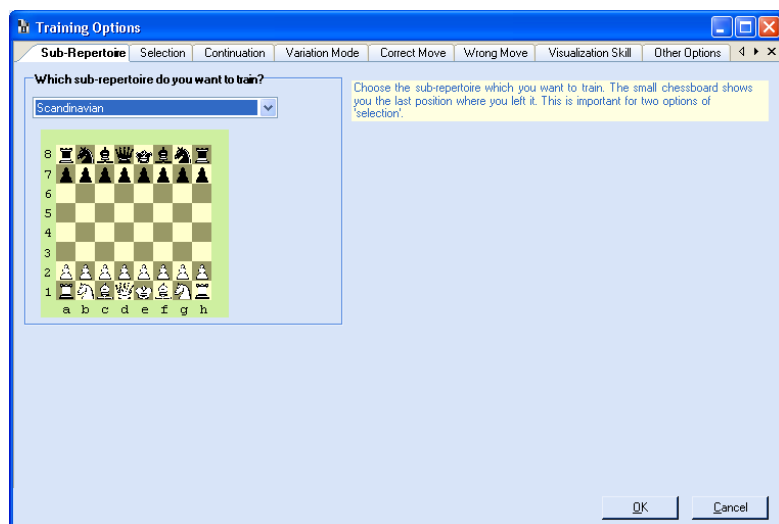 Training Options
Sub-Repertoire Selection Continuation Variation Mode Correct Move Wrong Move Visualization Skill Other Options
Which sub-repertoire do you want to train?
Scandinavian
Choose the sub-repertoire which you want to train. The small chessboard shows
you the last position where you left it. This is important for two options of
'selection'.
8
7
6
5
4
3
2
1
a b c d e f g h
OK Cancel